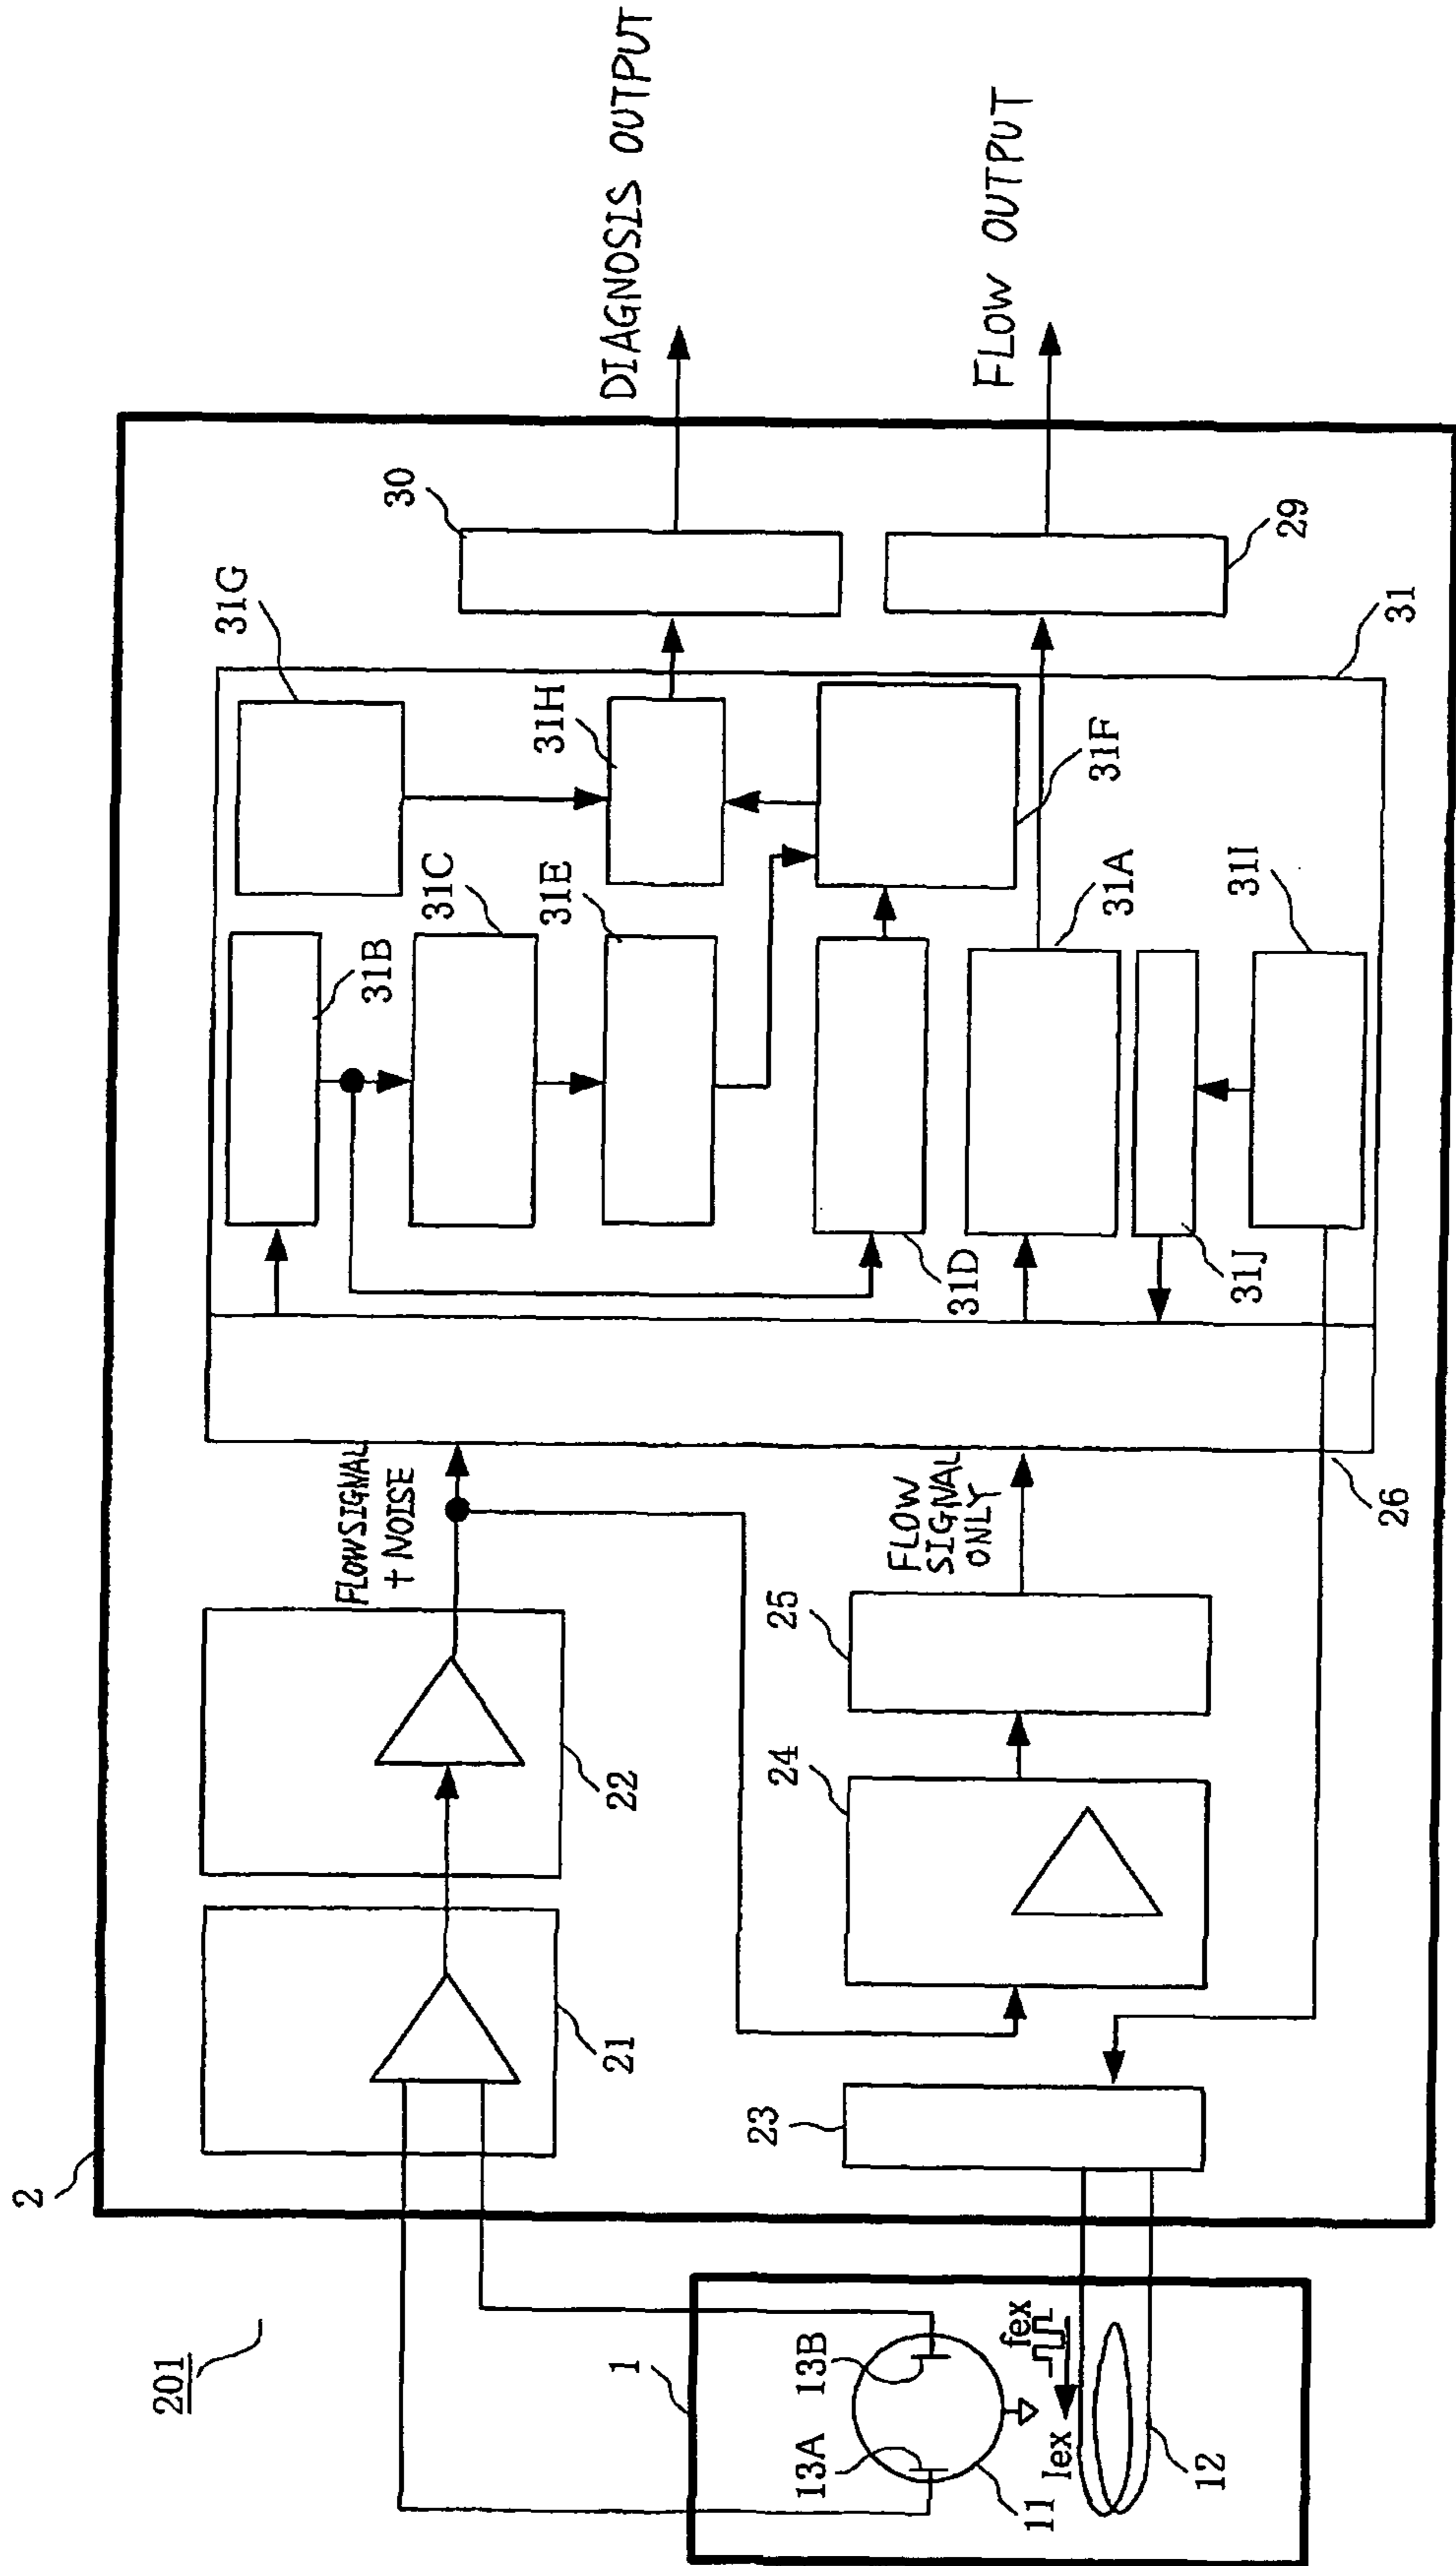 201
2
21
22
FLOW SIGNAL
+ NOISE
31B
31C
31E
31G
31H
30
DIAGNOSIS OUTPUT
1
13A
13B
11
Iex
fex
12
23
24
25
FLOW
SIGNAL
ONLY
26
31D
31J
31A
31I
31F
31
29
FLOW OUTPUT